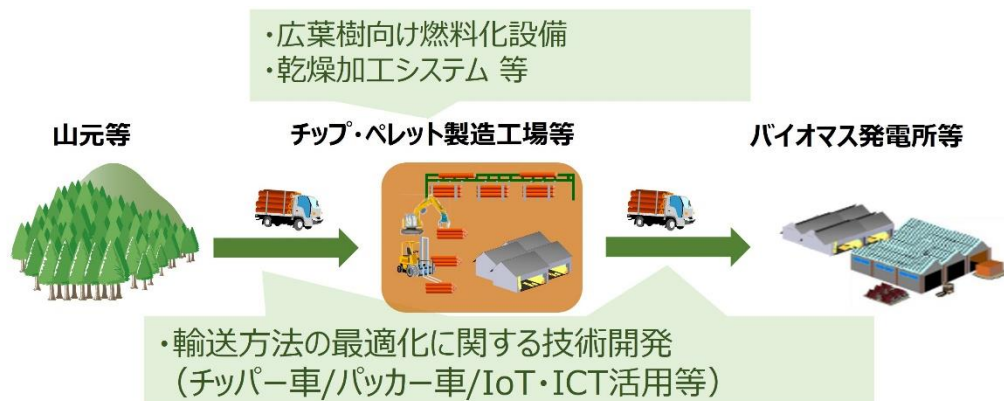 ・広葉樹向け燃料化設備
・乾燥加工システム 等
山元等
チップ・ペレット製造工場等
バイオマス発電所等
・輸送方法の最適化に関する技術開発
（チッパー車/パッカー車/IoT・ICT活用等）